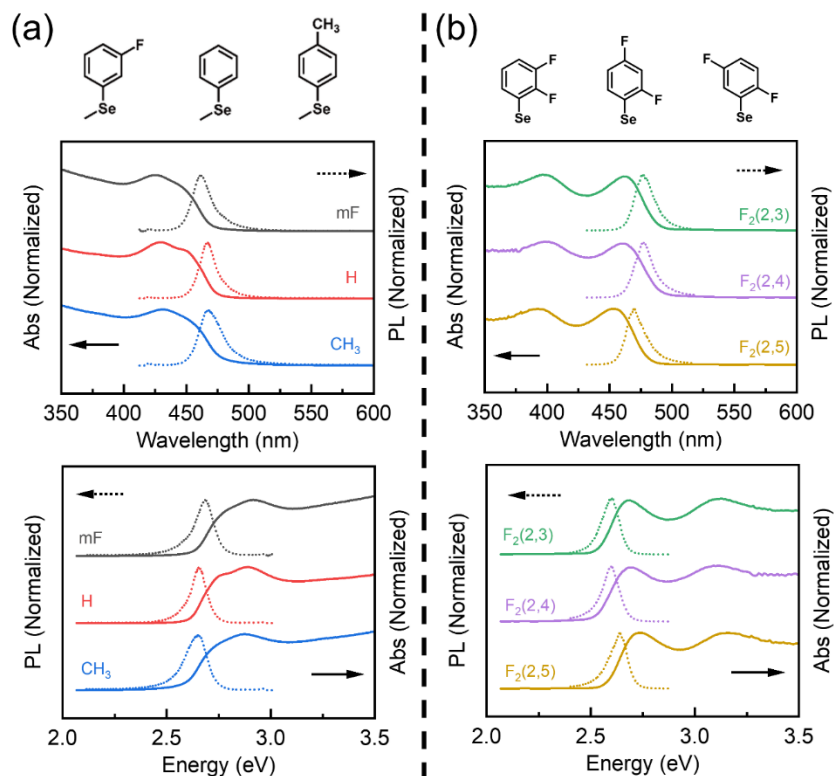 (a)
F
Se
Se
CH₃
Se
Abs (Normalized)
PL (Normalized)
mF
H
CH₃
350 400 450 500 550 600
Wavelength (nm)
PL (Normalized)
Abs (Normalized)
mF
H
CH₃
2.0 2.5 3.0 3.5
Energy (eV)
(b)
F
F
Se
F
F
Se
F
F
Se
Abs (Normalized)
PL (Normalized)
F₂(2,3)
F₂(2,4)
F₂(2,5)
350 400 450 500 550 600
Wavelength (nm)
PL (Normalized)
Abs (Normalized)
F₂(2,3)
F₂(2,4)
F₂(2,5)
2.0 2.5 3.0 3.5
Energy (eV)